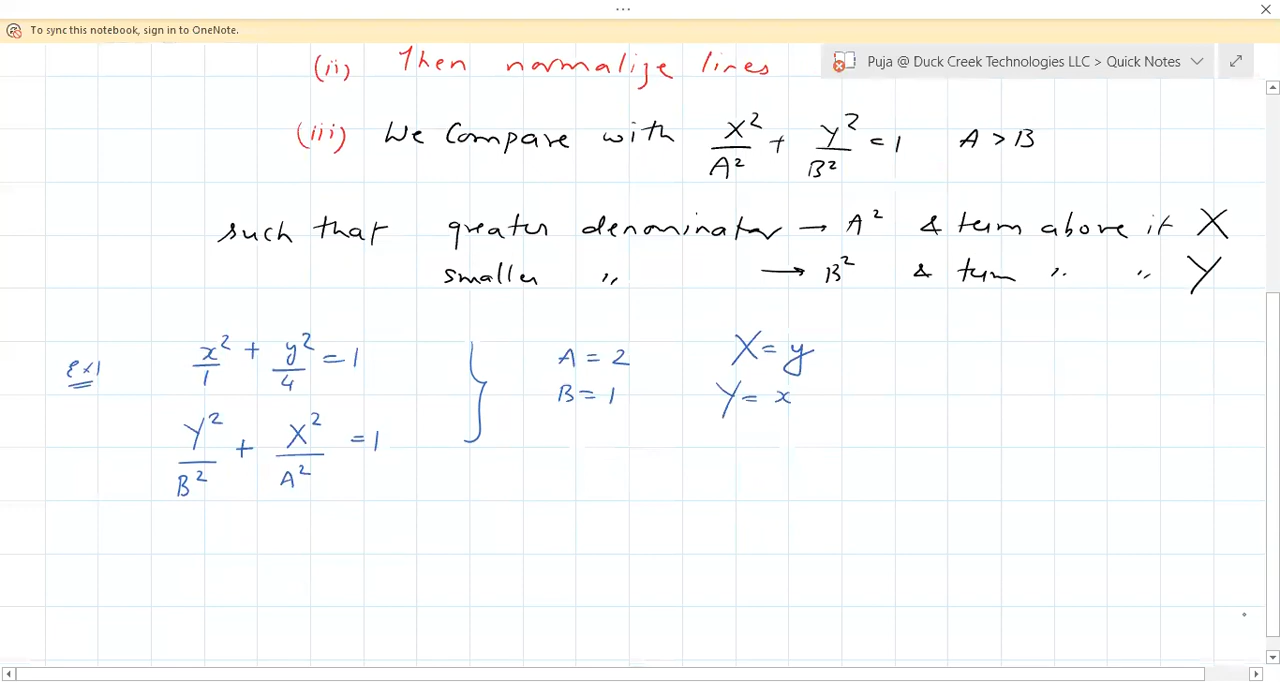 ...
To sync this notebook, sign in to OneNote.
Puja @ Duck Creek Technologies LLC > Quick Notes
(ii) Then normalize lines
(iii) We Compare with X²/A² + Y²/B² = 1 A > B
such that greater denominator → A² & term above it X
smaller ,, → B² & term ,, ,, Y
Ex1 x²/1 + y²/4 = 1 } A = 2 X = y
B = 1 Y = x
Y²/B² + X²/A² = 1